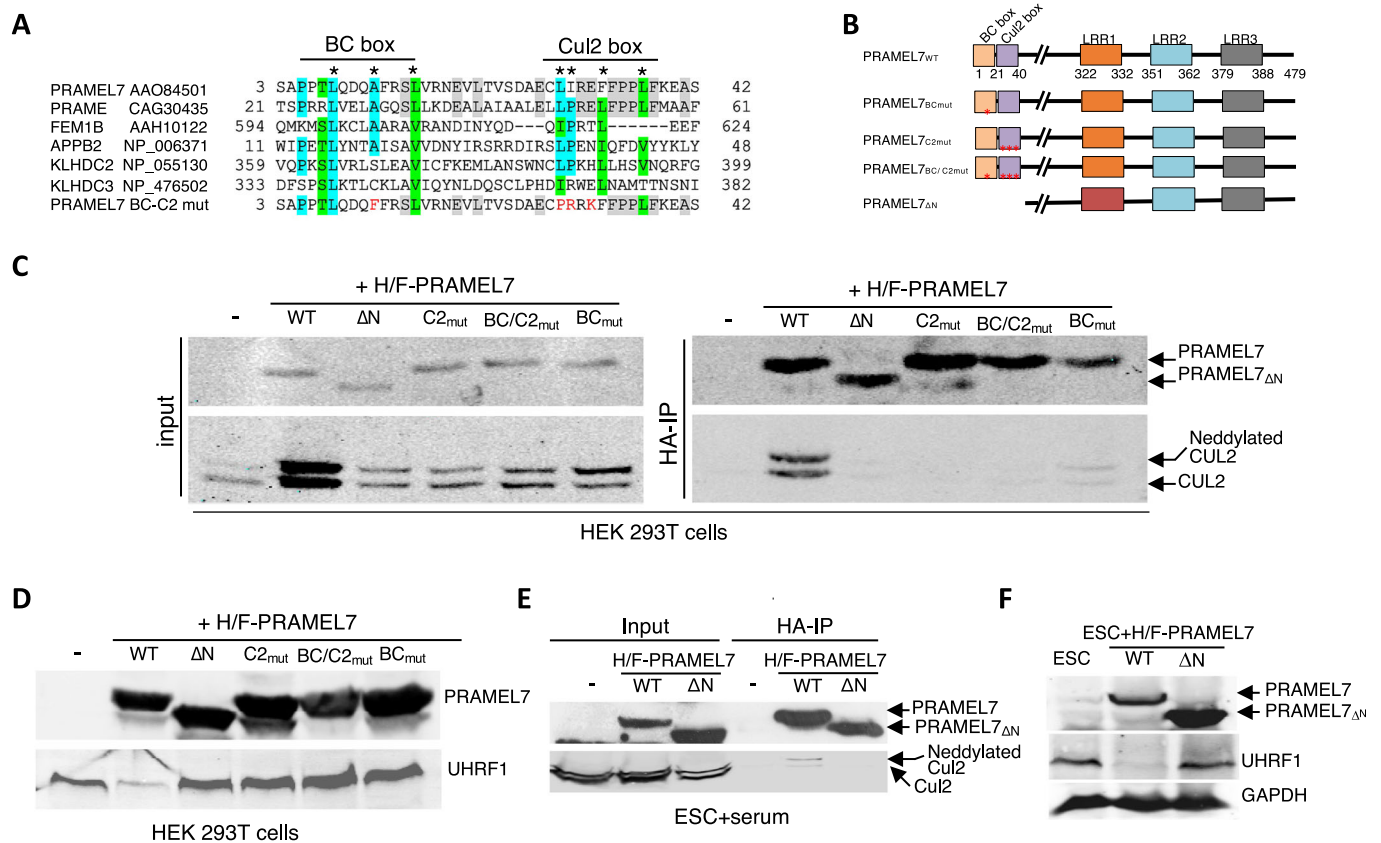 A
BC box
Cul2 box
* * * ** * *
PRAMEL7 AAO84501 3 SAPPTLQDQAFRSLVRNEVLTVSDAECLIREFFPPLFKEAS 42
PRAME CAG30435 21 TSPRRLVELAGQSLLKDEALAIAALELLPRELFPPLFMAAF 61
FEM1B AAH10122 594 QMKMSLKCLAARAVRANDINYQD---QIPRTL------EEF 624
APPB2 NP_006371 11 WIPETLYNTAISAVVDNYIRSRRDIRSLPENIQFDVYYKLY 50
KLHDC2 NP_055130 359 VQPKSLVRLSLEAVICFKEMLANSWNCLPKHLLHSVNQRFG 399
KLHDC3 NP_476502 333 DFSPSLKTLCKLAVIQYNLDQSCLPHDIRWELNAMTTNSNI 382
PRAMEL7 BC-C2 mut 3 SAPPTLQDQFFRSLVRNEVLTVSDAECPRRKFFPPLFKEAS 42
B
BC box
Cul2 box
LRR1 LRR2 LRR3
PRAMEL7WT
1 21 40 322 332 351 362 379 388 479
PRAMEL7BCmut
*
PRAMEL7C2mut
***
PRAMEL7BC/ C2mut
* ***
PRAMEL7ΔN
C
+ H/F-PRAMEL7
- WT ΔN C2mut BC/C2mut BCmut
input
+ H/F-PRAMEL7
- WT ΔN C2mut BC/C2mut BCmut
HA-IP
PRAMEL7
PRAMEL7ΔN
Neddylated
CUL2
CUL2
HEK 293T cells
D
+ H/F-PRAMEL7
- WT ΔN C2mut BC/C2mut BCmut
PRAMEL7
UHRF1
HEK 293T cells
E
Input HA-IP
H/F-PRAMEL7 H/F-PRAMEL7
- WT ΔN - WT ΔN
PRAMEL7
PRAMEL7ΔN
Neddylated
Cul2
Cul2
ESC+serum
F
ESC+H/F-PRAMEL7
ESC WT ΔN
PRAMEL7
PRAMEL7ΔN
UHRF1
GAPDH